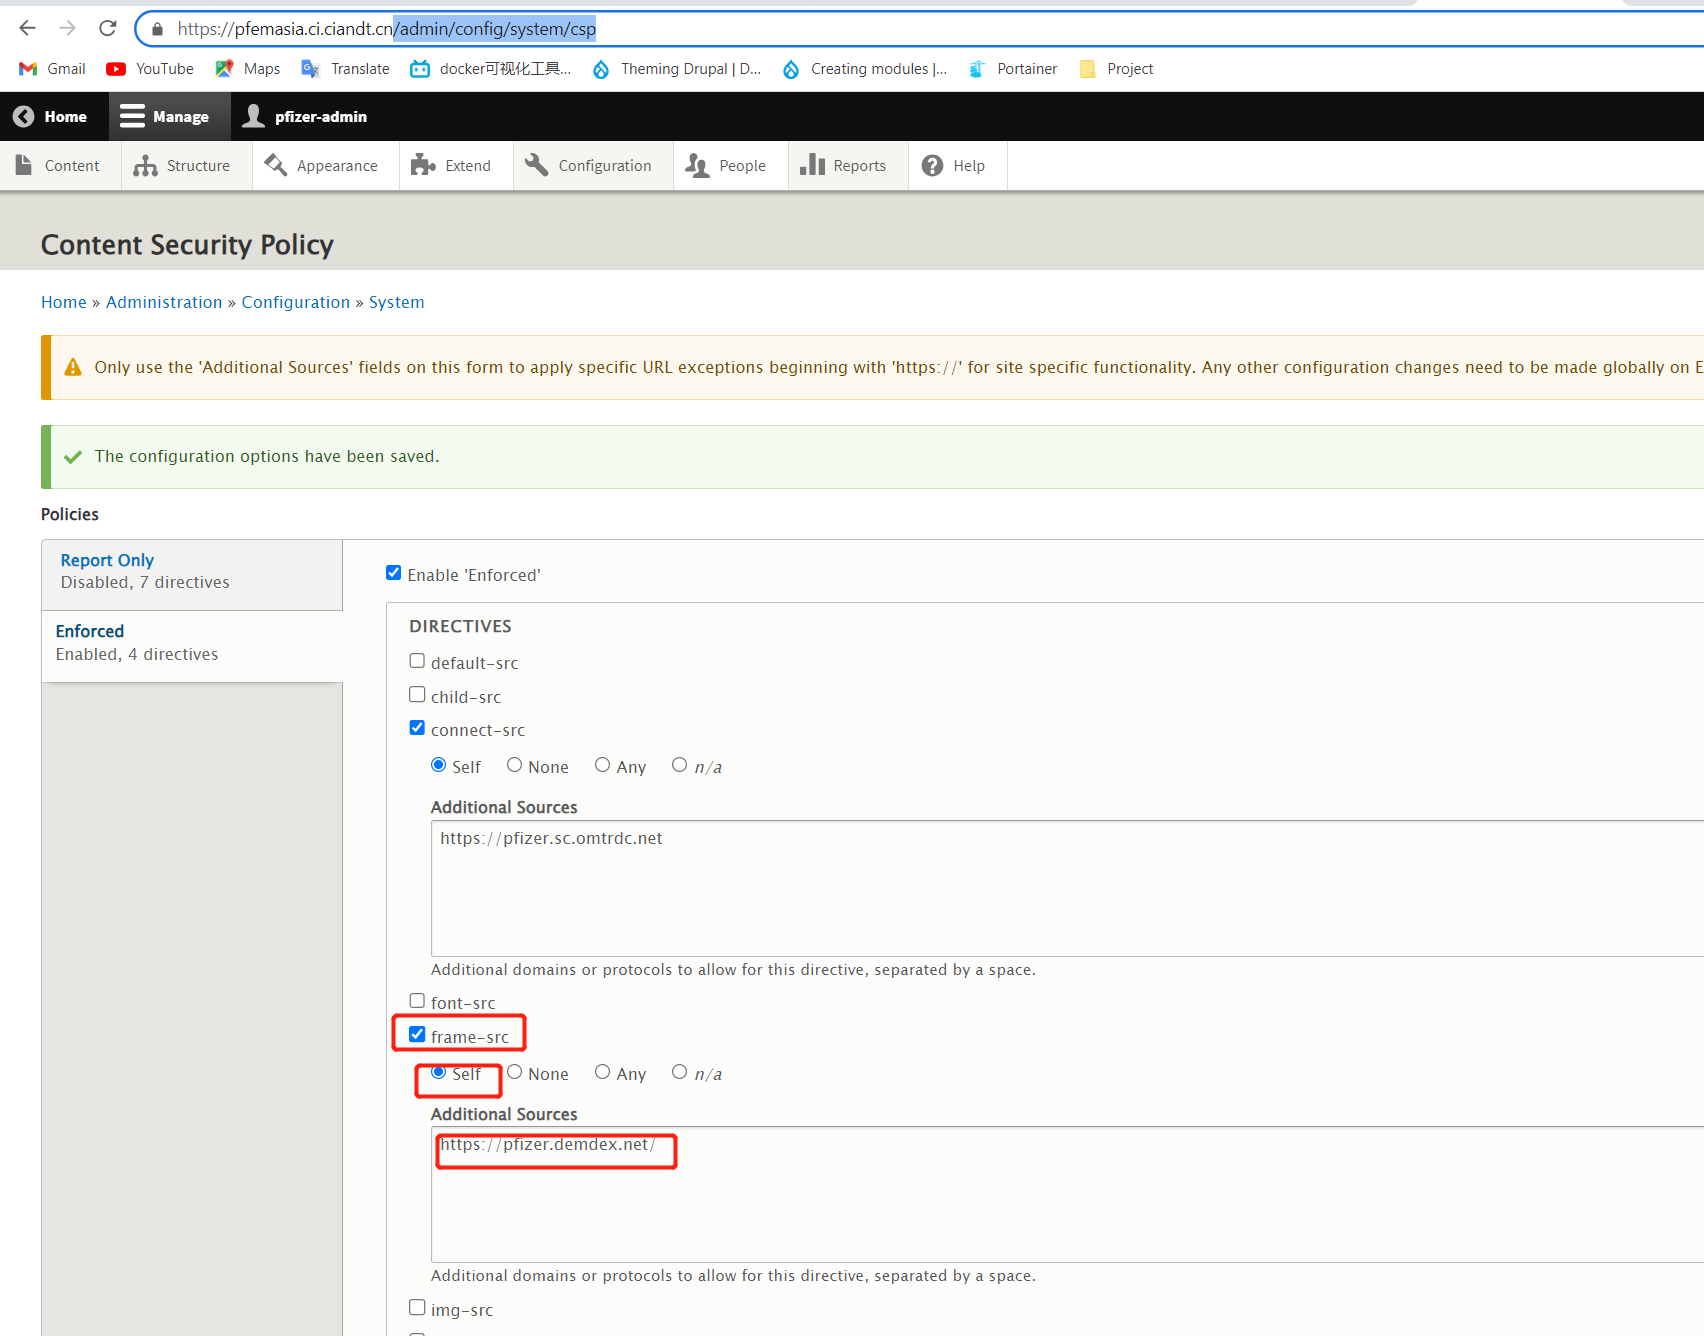 https://pfemasia.ci.ciandt.cn/admin/config/system/csp
Gmail YouTube Maps Translate docker可视化工具... Theming Drupal | D... Creating modules |... Portainer Project
Home Manage pfizer-admin
Content Structure Appearance Extend Configuration People Reports Help
Content Security Policy
Home » Administration » Configuration » System
Only use the 'Additional Sources' fields on this form to apply specific URL exceptions beginning with 'https://' for site specific functionality. Any other configuration changes need to be made globally on E
The configuration options have been saved.
Policies
Report Only
Disabled, 7 directives
Enforced
Enabled, 4 directives
Enable 'Enforced'
DIRECTIVES
default-src
child-src
connect-src
Self None Any n/a
Additional Sources
https://pfizer.sc.omtrdc.net
Additional domains or protocols to allow for this directive, separated by a space.
font-src
frame-src
Self None Any n/a
Additional Sources
https://pfizer.demdex.net/
Additional domains or protocols to allow for this directive, separated by a space.
img-src